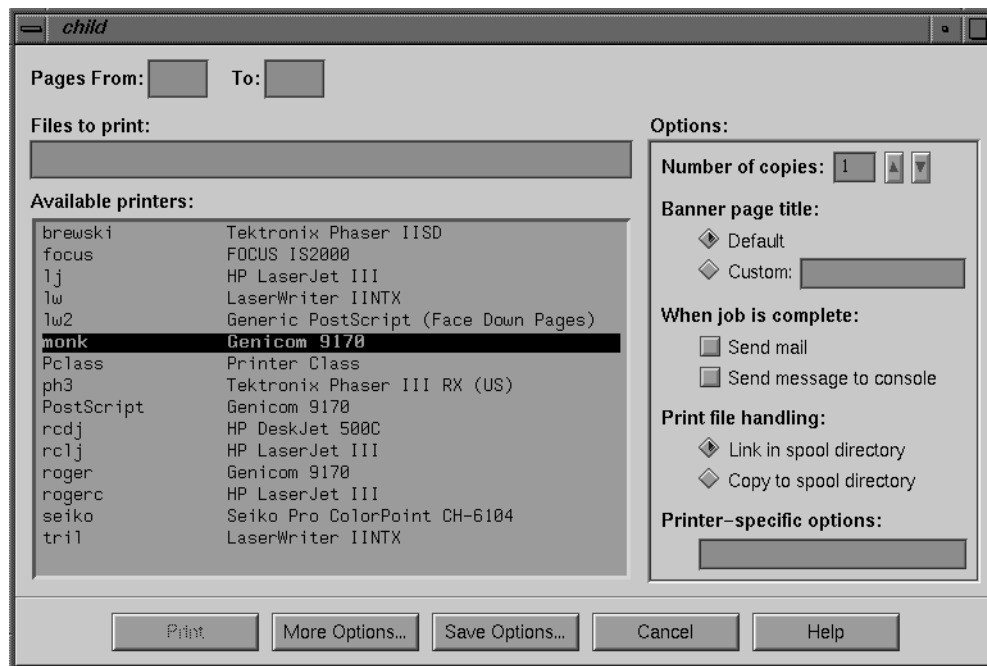 child
Pages From: To:
Files to print:
Available printers:
brewski Tektronix Phaser IISD
focus FOCUS IS2000
lj HP LaserJet III
lw LaserWriter IINTX
lw2 Generic PostScript (Face Down Pages)
monk Genicom 9170
Pclass Printer Class
ph3 Tektronix Phaser III RX (US)
PostScript Genicom 9170
rcdj HP DeskJet 500C
rclj HP LaserJet III
roger Genicom 9170
rogerc HP LaserJet III
seiko Seiko Pro ColorPoint CH-6104
tril LaserWriter IINTX
Options:
Number of copies: 1
Banner page title:
Default
Custom:
When job is complete:
Send mail
Send message to console
Print file handling:
Link in spool directory
Copy to spool directory
Printer-specific options:
Print More Options... Save Options... Cancel Help